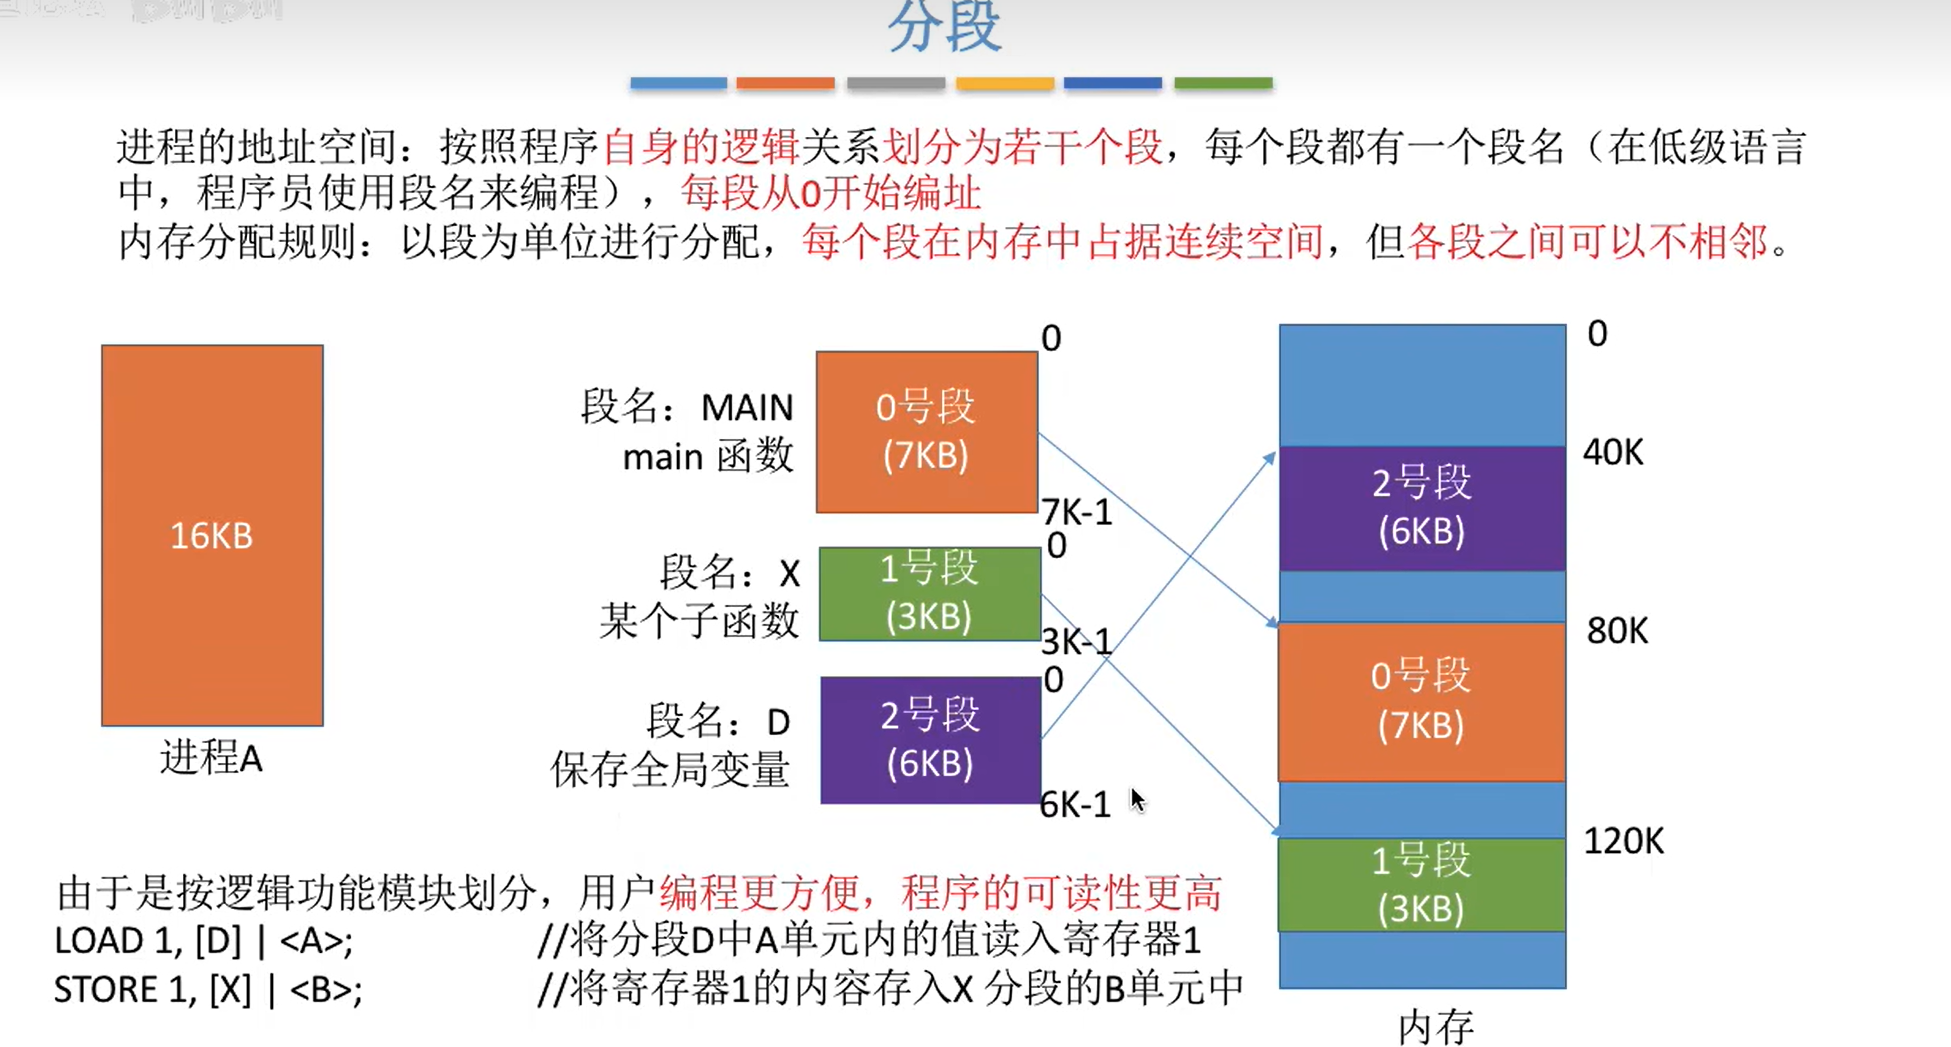 分段
进程的地址空间：按照程序自身的逻辑关系划分为若干个段，每个段都有一个段名（在低级语言
中，程序员使用段名来编程），每段从0开始编址
内存分配规则：以段为单位进行分配，每个段在内存中占据连续空间，但各段之间可以不相邻。
16KB
进程A
段名：MAIN
main 函数
0号段
(7KB)
0
7K-1
段名：X
某个子函数
1号段
(3KB)
0
3K-1
段名：D
保存全局变量
2号段
(6KB)
0
6K-1
0
40K
2号段
(6KB)
80K
0号段
(7KB)
120K
1号段
(3KB)
内存
由于是按逻辑功能模块划分，用户编程更方便，程序的可读性更高
LOAD 1, [D] | <A>; //将分段D中A单元内的值读入寄存器1
STORE 1, [X] | <B>; //将寄存器1的内容存入X 分段的B单元中